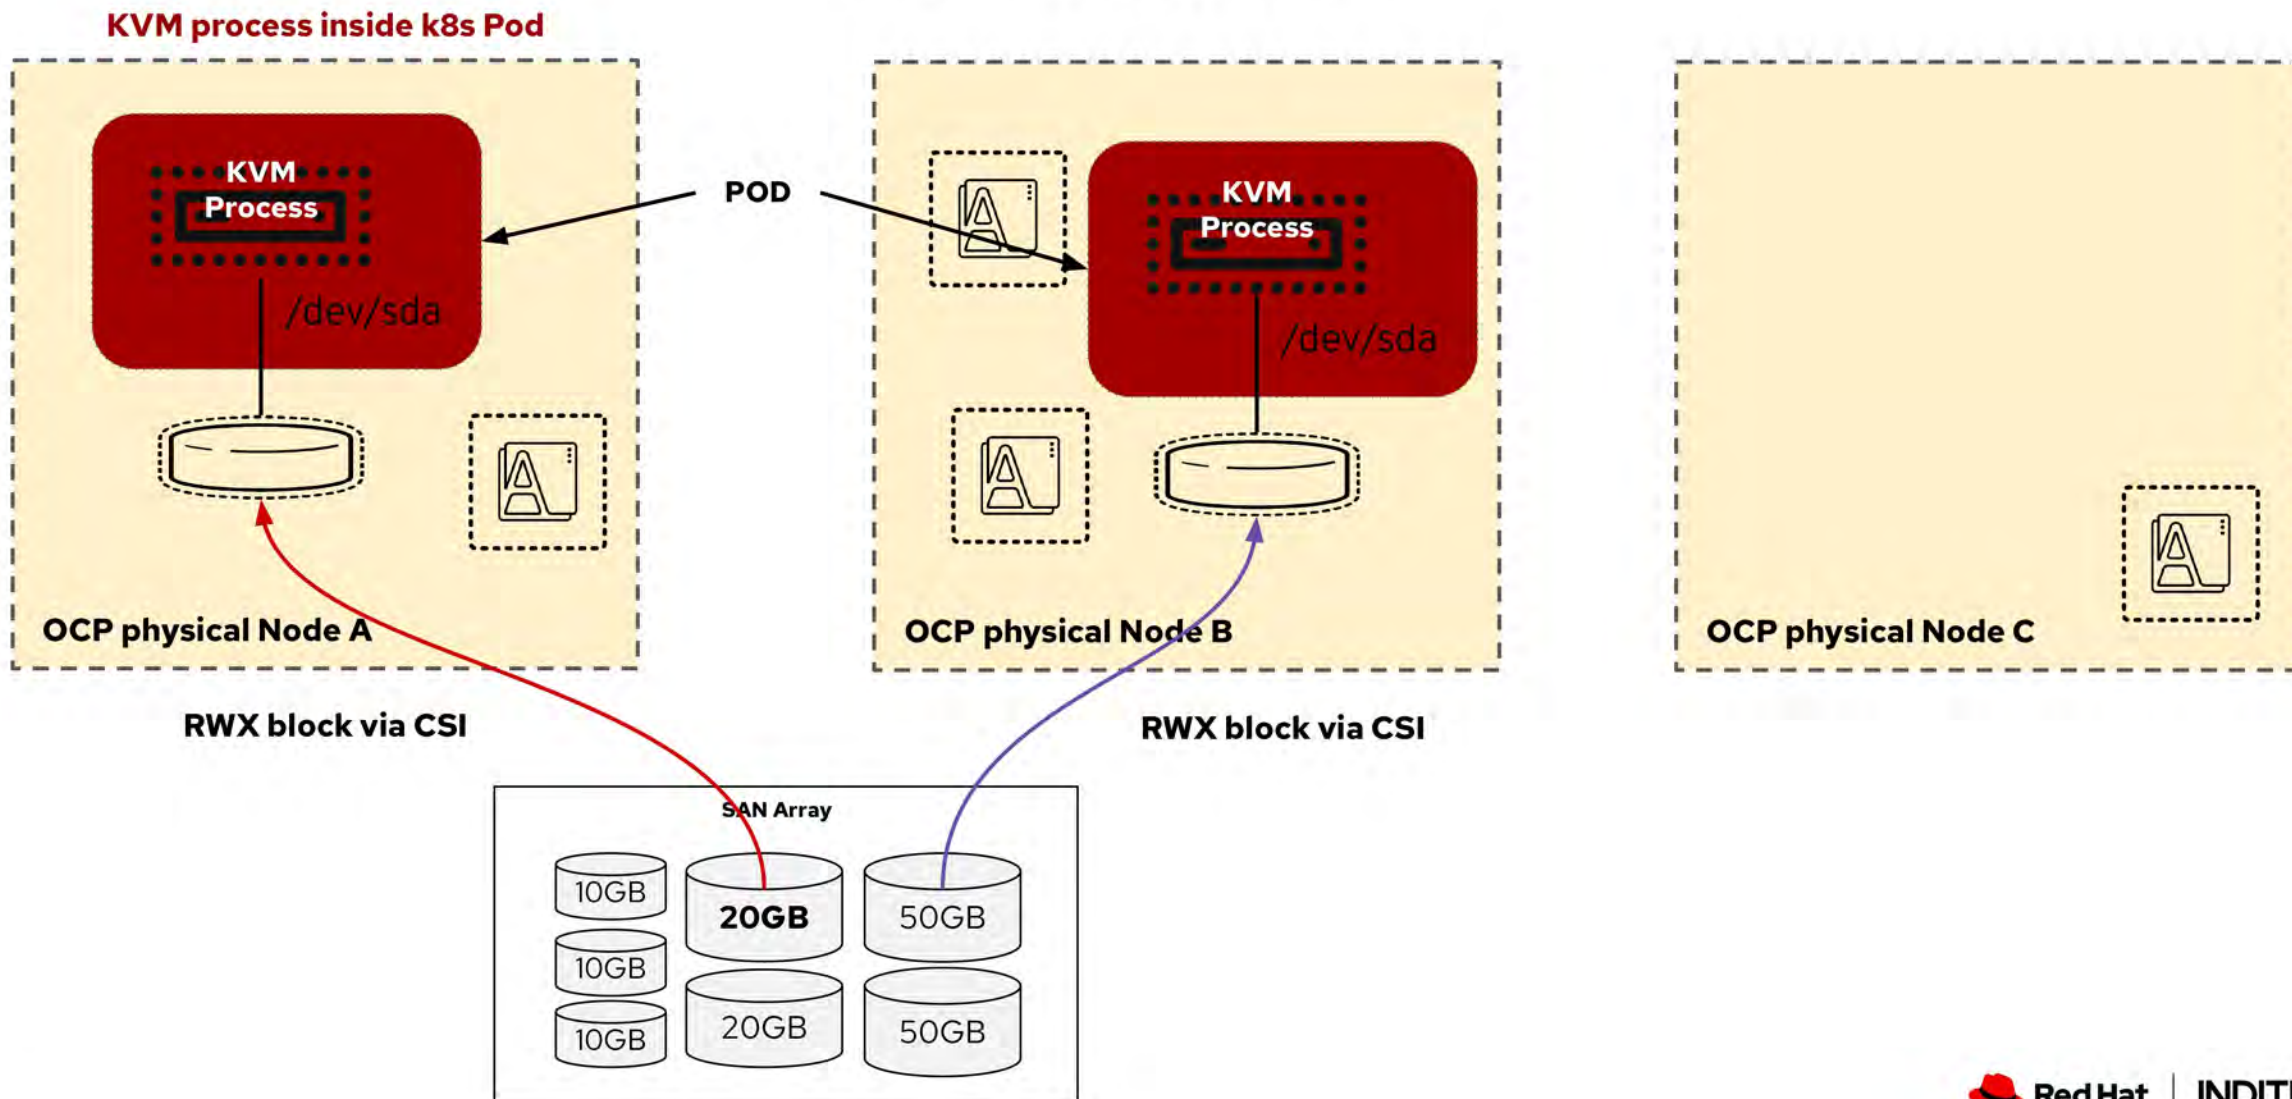 KVM process inside k8s Pod
KVM
Process
/dev/sda
POD
KVM
Process
/dev/sda
OCP physical Node A
OCP physical Node B
OCP physical Node C
RWX block via CSI
RWX block via CSI
SAN Array
10GB
20GB
50GB
10GB
10GB
20GB
50GB
Red Hat